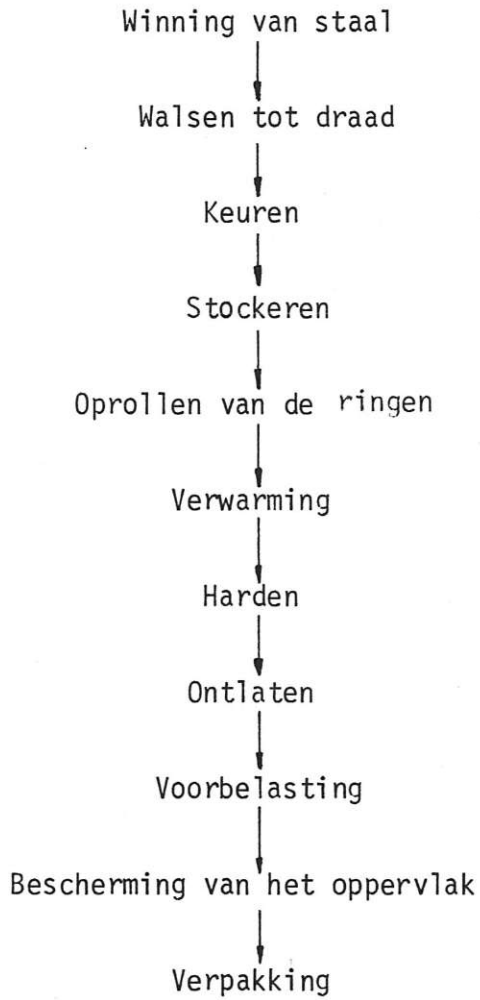 Winning van staal
Walsen tot draad
Keuren
Stockeren
Oprollen van de ringen
Verwarming
Harden
Ontlaten
Voorbelasting
Bescherming van het oppervlak
Verpakking